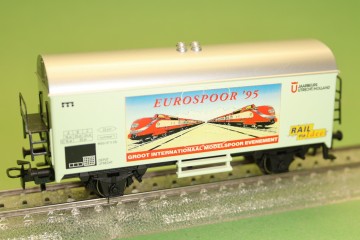 EUROSPOOR '95
JAARBEURS
UTRECHT/HOLLAND
RAIL
GROOT INTERNATIONAAL MODELSPOOR EVENEMENT